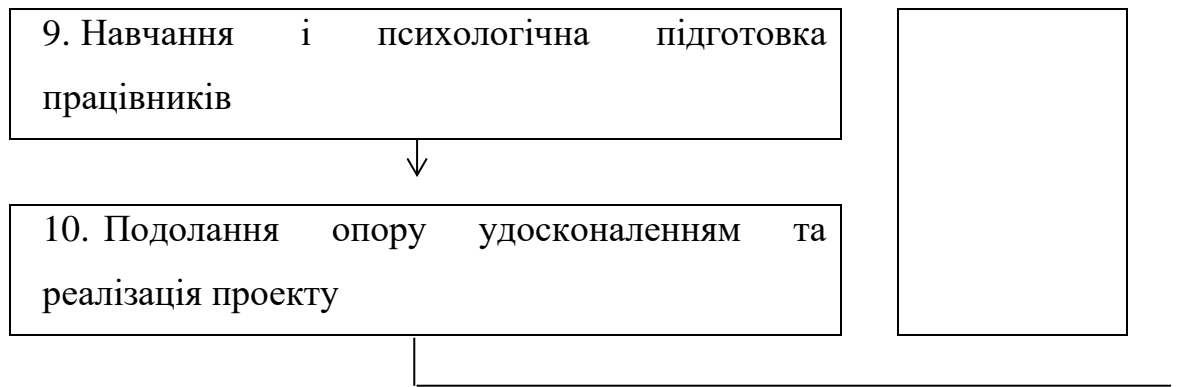 9. Навчання і психологічна підготовка
працівників
10. Подолання опору удосконаленням та
реалізація проекту